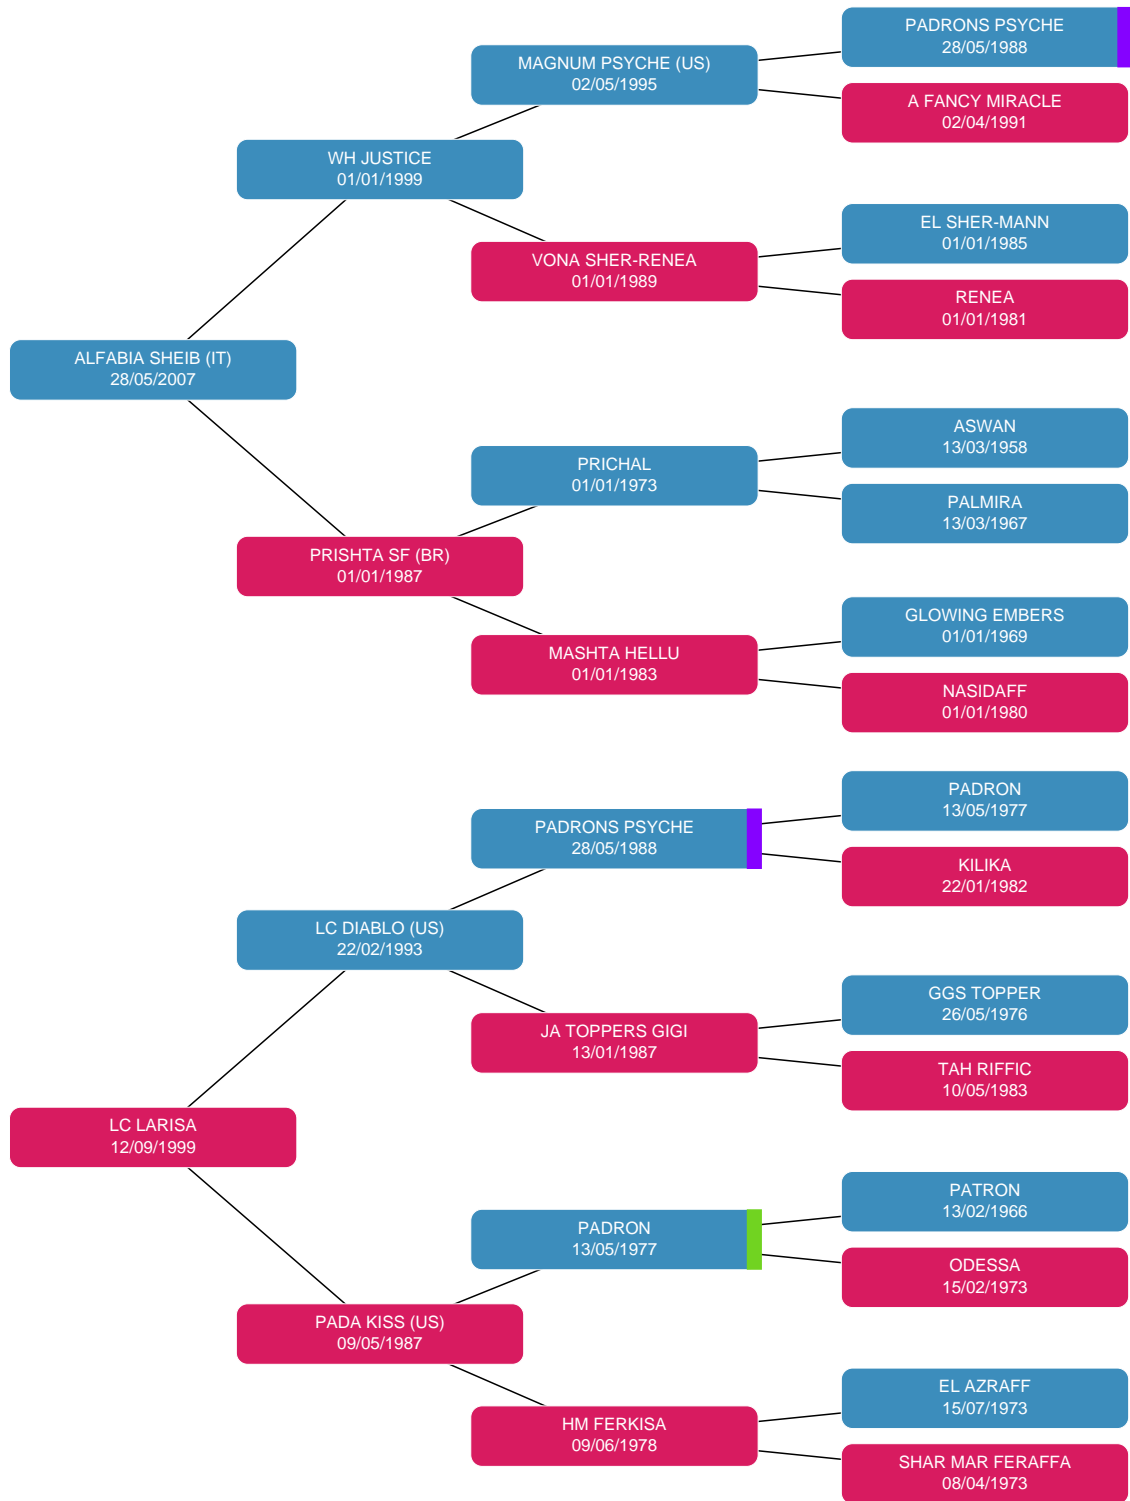 PADRONS PSYCHE
28/05/1988
MAGNUM PSYCHE (US)
02/05/1995
A FANCY MIRACLE
02/04/1991
WH JUSTICE
01/01/1999
EL SHER-MANN
01/01/1985
VONA SHER-RENEA
01/01/1989
RENEA
01/01/1981
ALFABIA SHEIB (IT)
28/05/2007
ASWAN
13/03/1958
PRICHAL
01/01/1973
PALMIRA
13/03/1967
PRISHTA SF (BR)
01/01/1987
GLOWING EMBERS
01/01/1969
MASHTA HELLU
01/01/1983
NASIDAFF
01/01/1980
PADRON
13/05/1977
PADRONS PSYCHE
28/05/1988
KILIKA
22/01/1982
LC DIABLO (US)
22/02/1993
GGS TOPPER
26/05/1976
JA TOPPERS GIGI
13/01/1987
TAH RIFFIC
10/05/1983
LC LARISA
12/09/1999
PATRON
13/02/1966
PADRON
13/05/1977
ODESSA
15/02/1973
PADA KISS (US)
09/05/1987
EL AZRAFF
15/07/1973
HM FERKISA
09/06/1978
SHAR MAR FERAFFA
08/04/1973